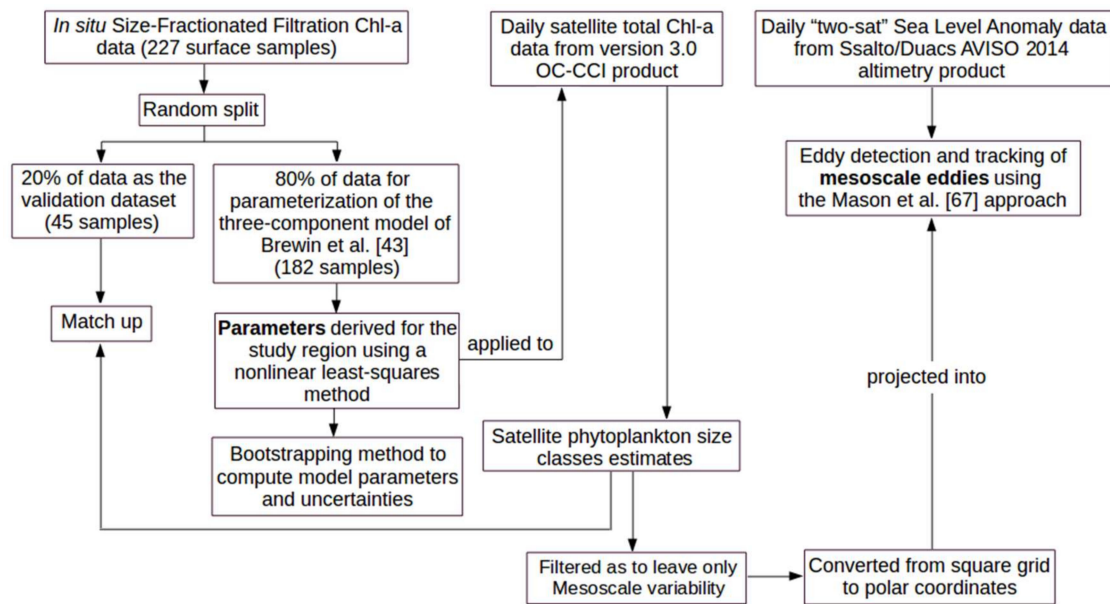 In situ Size-Fractionated Filtration Chl-a
data (227 surface samples)
Daily satellite total Chl-a
data from version 3.0
OC-CCI product
Daily “two-sat” Sea Level Anomaly data
from Ssalto/Duacs AVISO 2014
altimetry product
Random split
20% of data as the
validation dataset
(45 samples)
80% of data for
parameterization of the
three-component model of
Brewin et al. [43]
(182 samples)
Eddy detection and tracking of
mesoscale eddies using
the Mason et al. [67] approach
Match up
Parameters derived for the
study region using a
nonlinear least-squares
method
applied to
projected into
Bootstrapping method to
compute model parameters
and uncertainties
Satellite phytoplankton size
classes estimates
Filtered as to leave only
Mesoscale variability
Converted from square grid
to polar coordinates